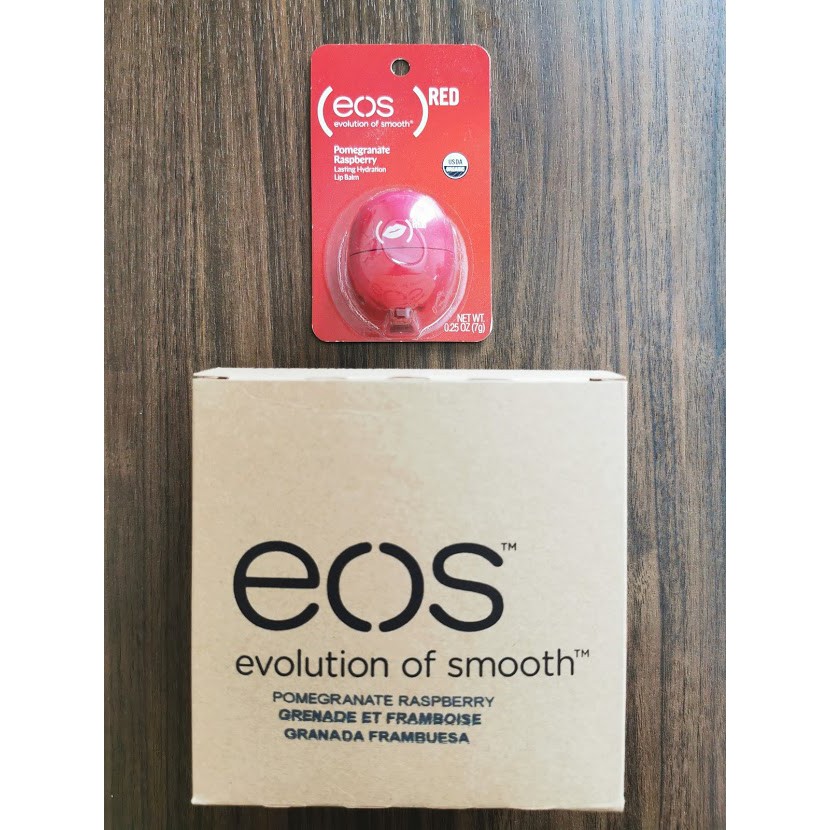 (eos)RED
evolution of smooth®
Pomegranate
Raspberry
Lasting Hydration
Lip Balm
USDA
ORGANIC
NET WT.
0.25 OZ (7g)
eos™
evolution of smooth™
POMEGRANATE RASPBERRY
GRENADE ET FRAMBOISE
GRANADA FRAMBUESA